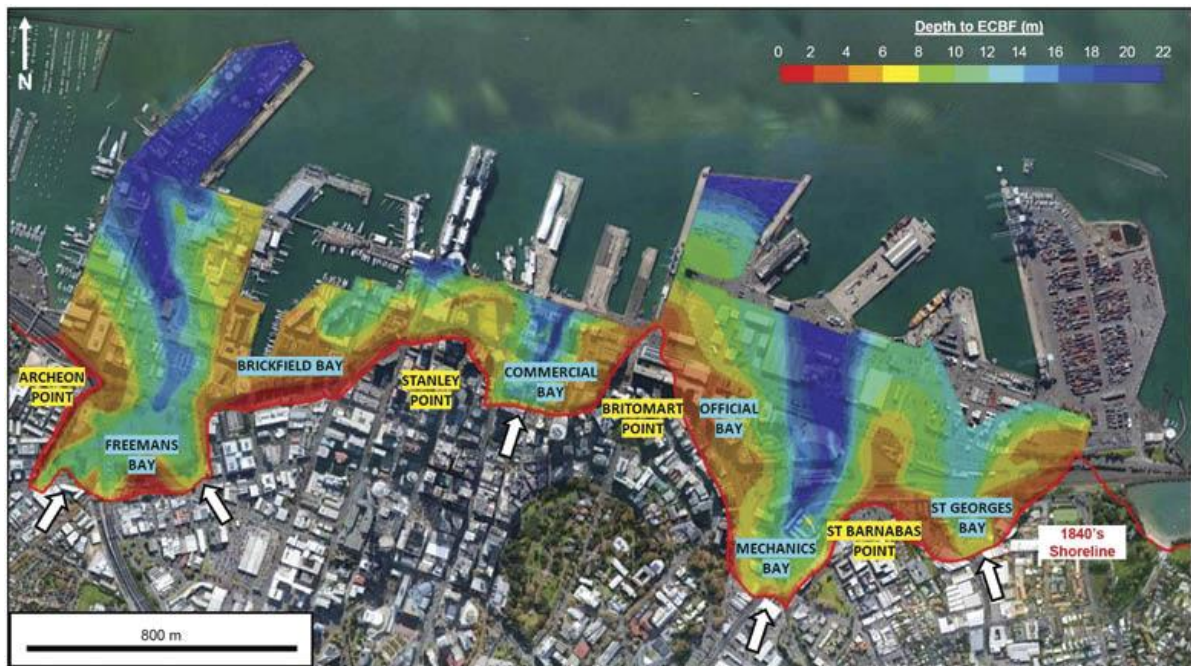 N
Depth to ECBF (m)
0 2 4 6 8 10 12 14 16 18 20 22
ARCHEON
POINT
BRICKFIELD BAY
STANLEY
POINT
COMMERCIAL
BAY
BRITOMART
POINT
OFFICIAL
BAY
FREEMANS
BAY
MECHANICS
BAY
ST BARNABAS
POINT
ST GEORGES
BAY
1840's
Shoreline
800 m